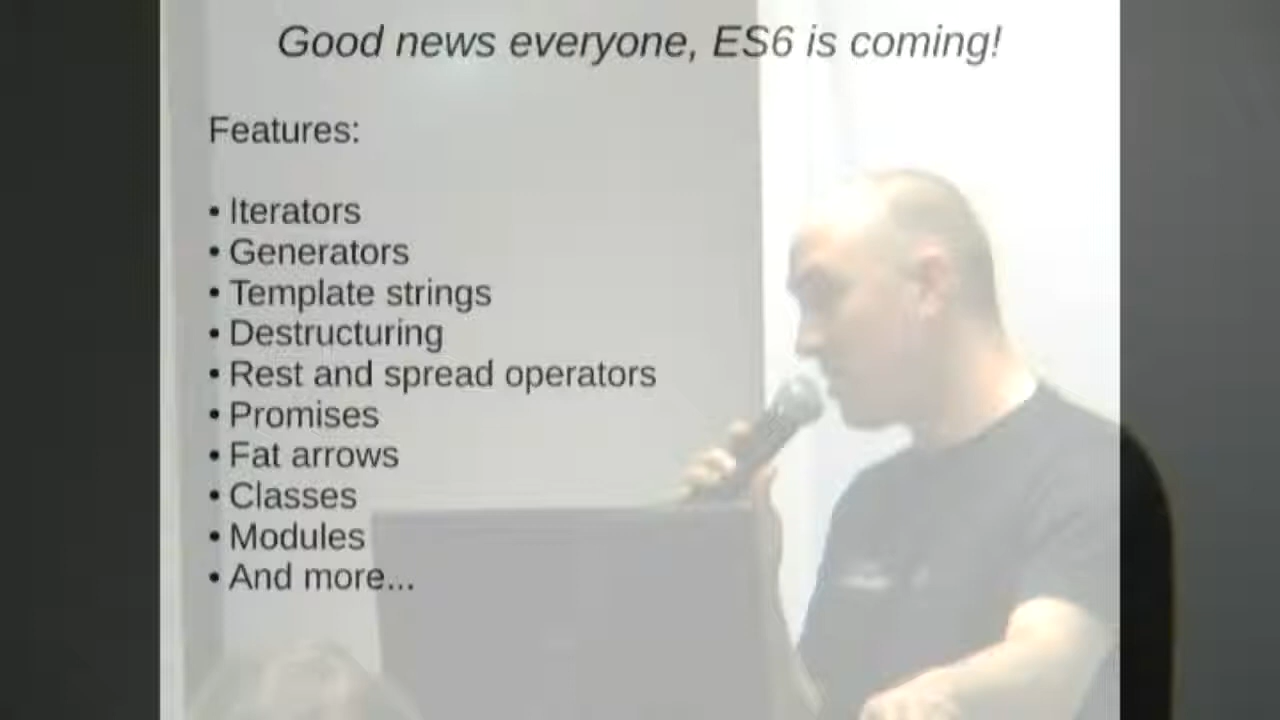 Good news everyone, ES6 is coming!
Features:
• Iterators
• Generators
• Template strings
• Destructuring
• Rest and spread operators
• Promises
• Fat arrows
• Classes
• Modules
• And more...